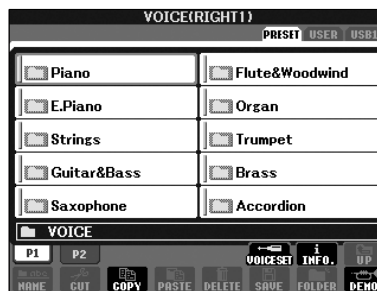 VOICE(RIGHT1)
PRESET USER USB1
Piano Flute&Woodwind
E.Piano Organ
Strings Trumpet
Guitar&Bass Brass
Saxophone Accordion
VOICE
P1 P2 VOICESET INFO. UP
NAME CUT COPY PASTE DELETE SAVE FOLDER DEMO